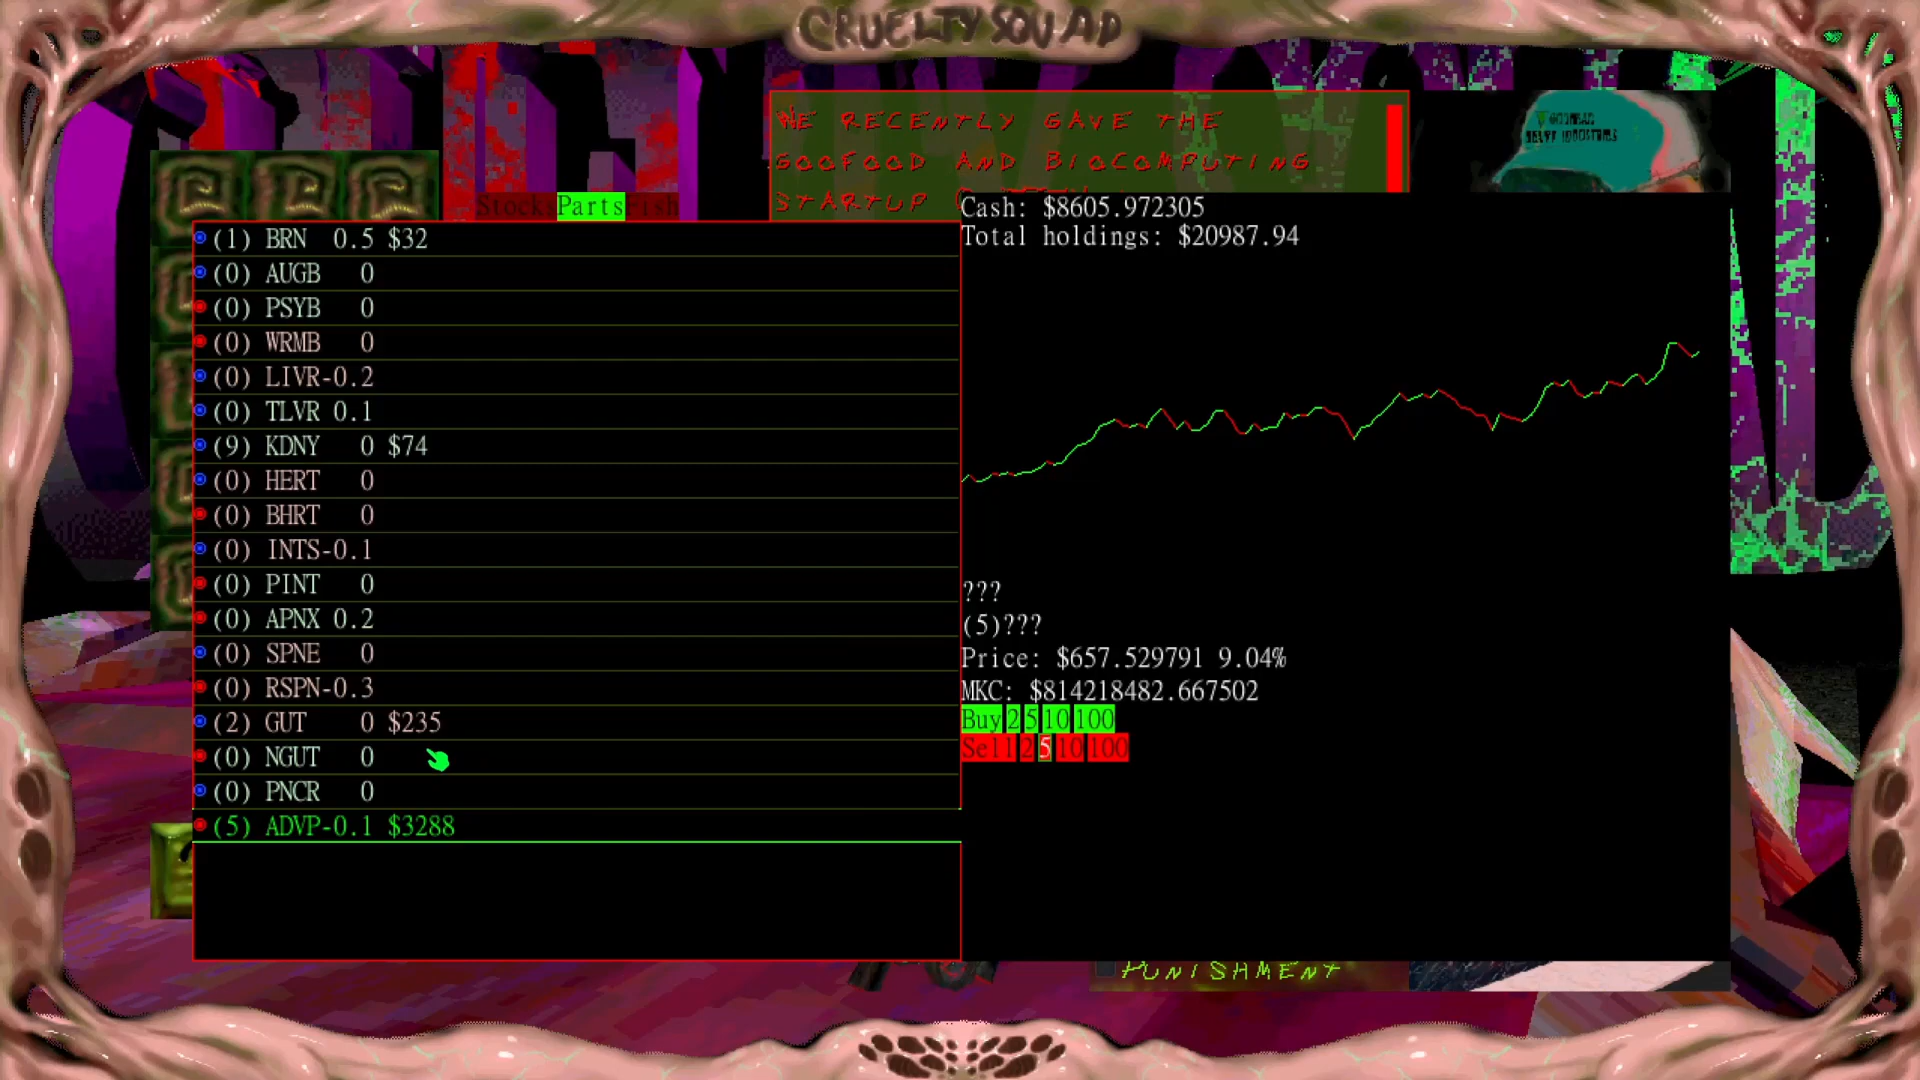 CRUELTY SQUAD
WE RECENTLY GAVE THE
GOOFOOD AND BIOCOMPUTING
STARTUP
Stocks Parts Fish
Cash: $8605.972305
Total holdings: $20987.94
(1) BRN 0.5 $32
(0) AUGB 0
(0) PSYB 0
(0) WRMB 0
(0) LIVR-0.2
(0) TLVR 0.1
(9) KDNY 0 $74
(0) HERT 0
(0) BHRT 0
(0) INTS-0.1
(0) PINT 0
(0) APNX 0.2
(0) SPNE 0
(0) RSPN-0.3
(2) GUT 0 $235
(0) NGUT 0
(0) PNCR 0
(5) ADVP-0.1 $3288
???
(5)???
Price: $657.529791 9.04%
MKC: $814218482.667502
Buy 2 5 10 100
Sell 2 5 10 100
PUNISHMENT